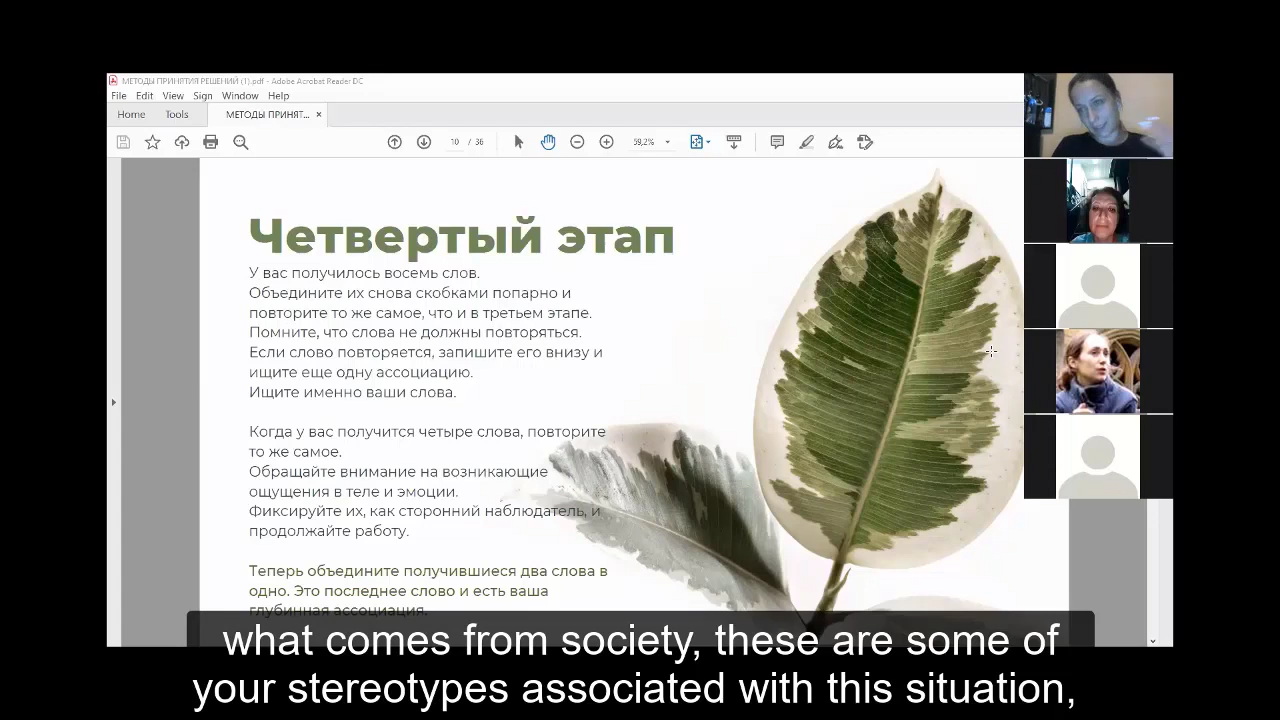 МЕТОДЫ ПРИНЯТИЯ РЕШЕНИЙ (1).pdf - Adobe Acrobat Reader DC
File Edit View Sign Window Help
Home Tools МЕТОДЫ ПРИНЯТ... ×
10 / 36 59,2%
Четвертый этап
У вас получилось восемь слов.
Объедините их снова скобками попарно и
повторите то же самое, что и в третьем этапе.
Помните, что слова не должны повторяться.
Если слово повторяется, запишите его внизу и
ищите еще одну ассоциацию.
Ищите именно ваши слова.
Когда у вас получится четыре слова, повторите
то же самое.
Обращайте внимание на возникающие
ощущения в теле и эмоции.
Фиксируйте их, как сторонний наблюдатель, и
продолжайте работу.
Теперь объедините получившиеся два слова в
одно. Это последнее слово и есть ваша
глубинная ассоциация.
what comes from society, these are some of
your stereotypes associated with this situation,